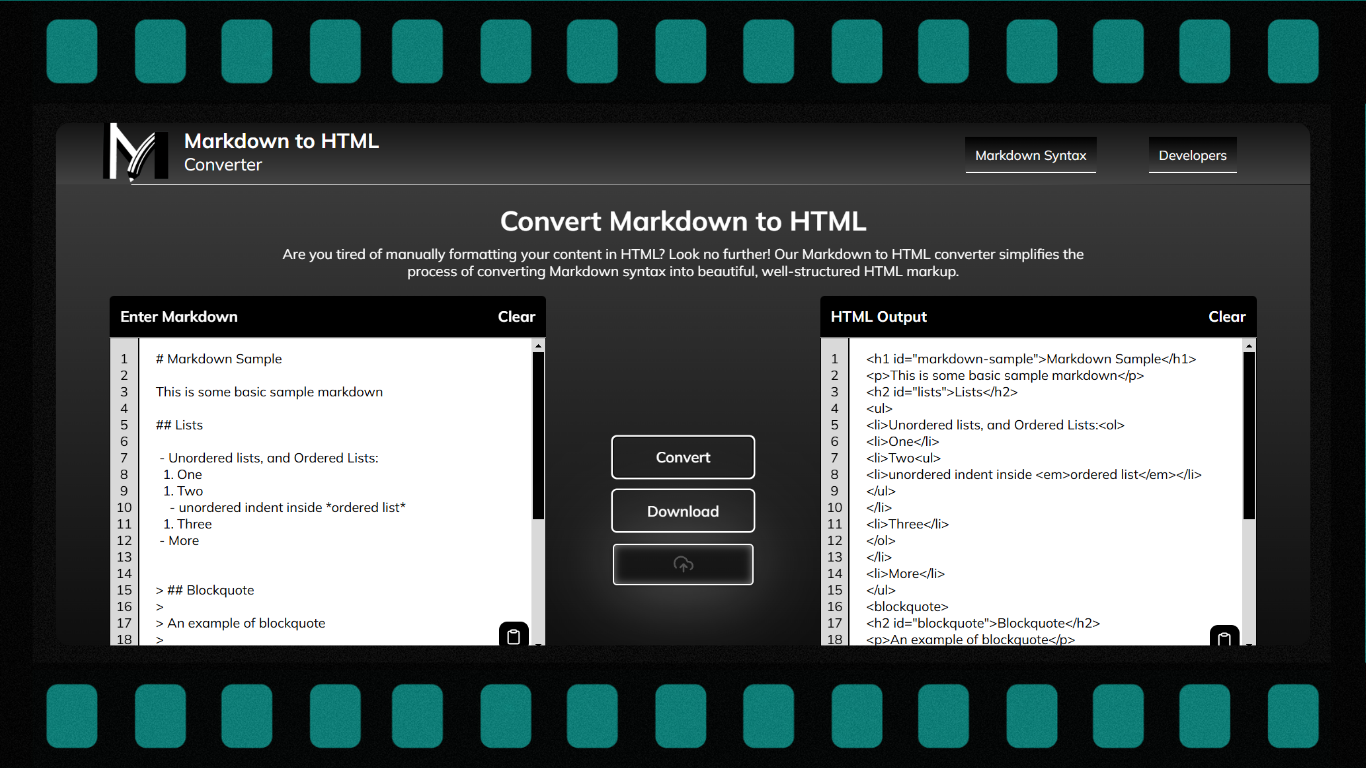 Markdown to HTML
Converter
Markdown Syntax
Developers
Convert Markdown to HTML
Are you tired of manually formatting your content in HTML? Look no further! Our Markdown to HTML converter simplifies the
process of converting Markdown syntax into beautiful, well-structured HTML markup.
Enter Markdown
Clear
1 # Markdown Sample
2
3 This is some basic sample markdown
4
5 ## Lists
6
7 - Unordered lists, and Ordered Lists:
8 1. One
9 1. Two
10 - unordered indent inside *ordered list*
11 1. Three
12 - More
13
14
15 > ## Blockquote
16 >
17 > An example of blockquote
18 >
Convert
Download
HTML Output
Clear
1 <h1 id="markdown-sample">Markdown Sample</h1>
2 <p>This is some basic sample markdown</p>
3 <h2 id="lists">Lists</h2>
4 <ul>
5 <li>Unordered lists, and Ordered Lists:<ol>
6 <li>One</li>
7 <li>Two<ul>
8 <li>unordered indent inside <em>ordered list</em></li>
9 </ul>
10 </li>
11 <li>Three</li>
12 </ol>
13 </li>
14 <li>More</li>
15 </ul>
16 <blockquote>
17 <h2 id="blockquote">Blockquote</h2>
18 <p>An example of blockquote</p>